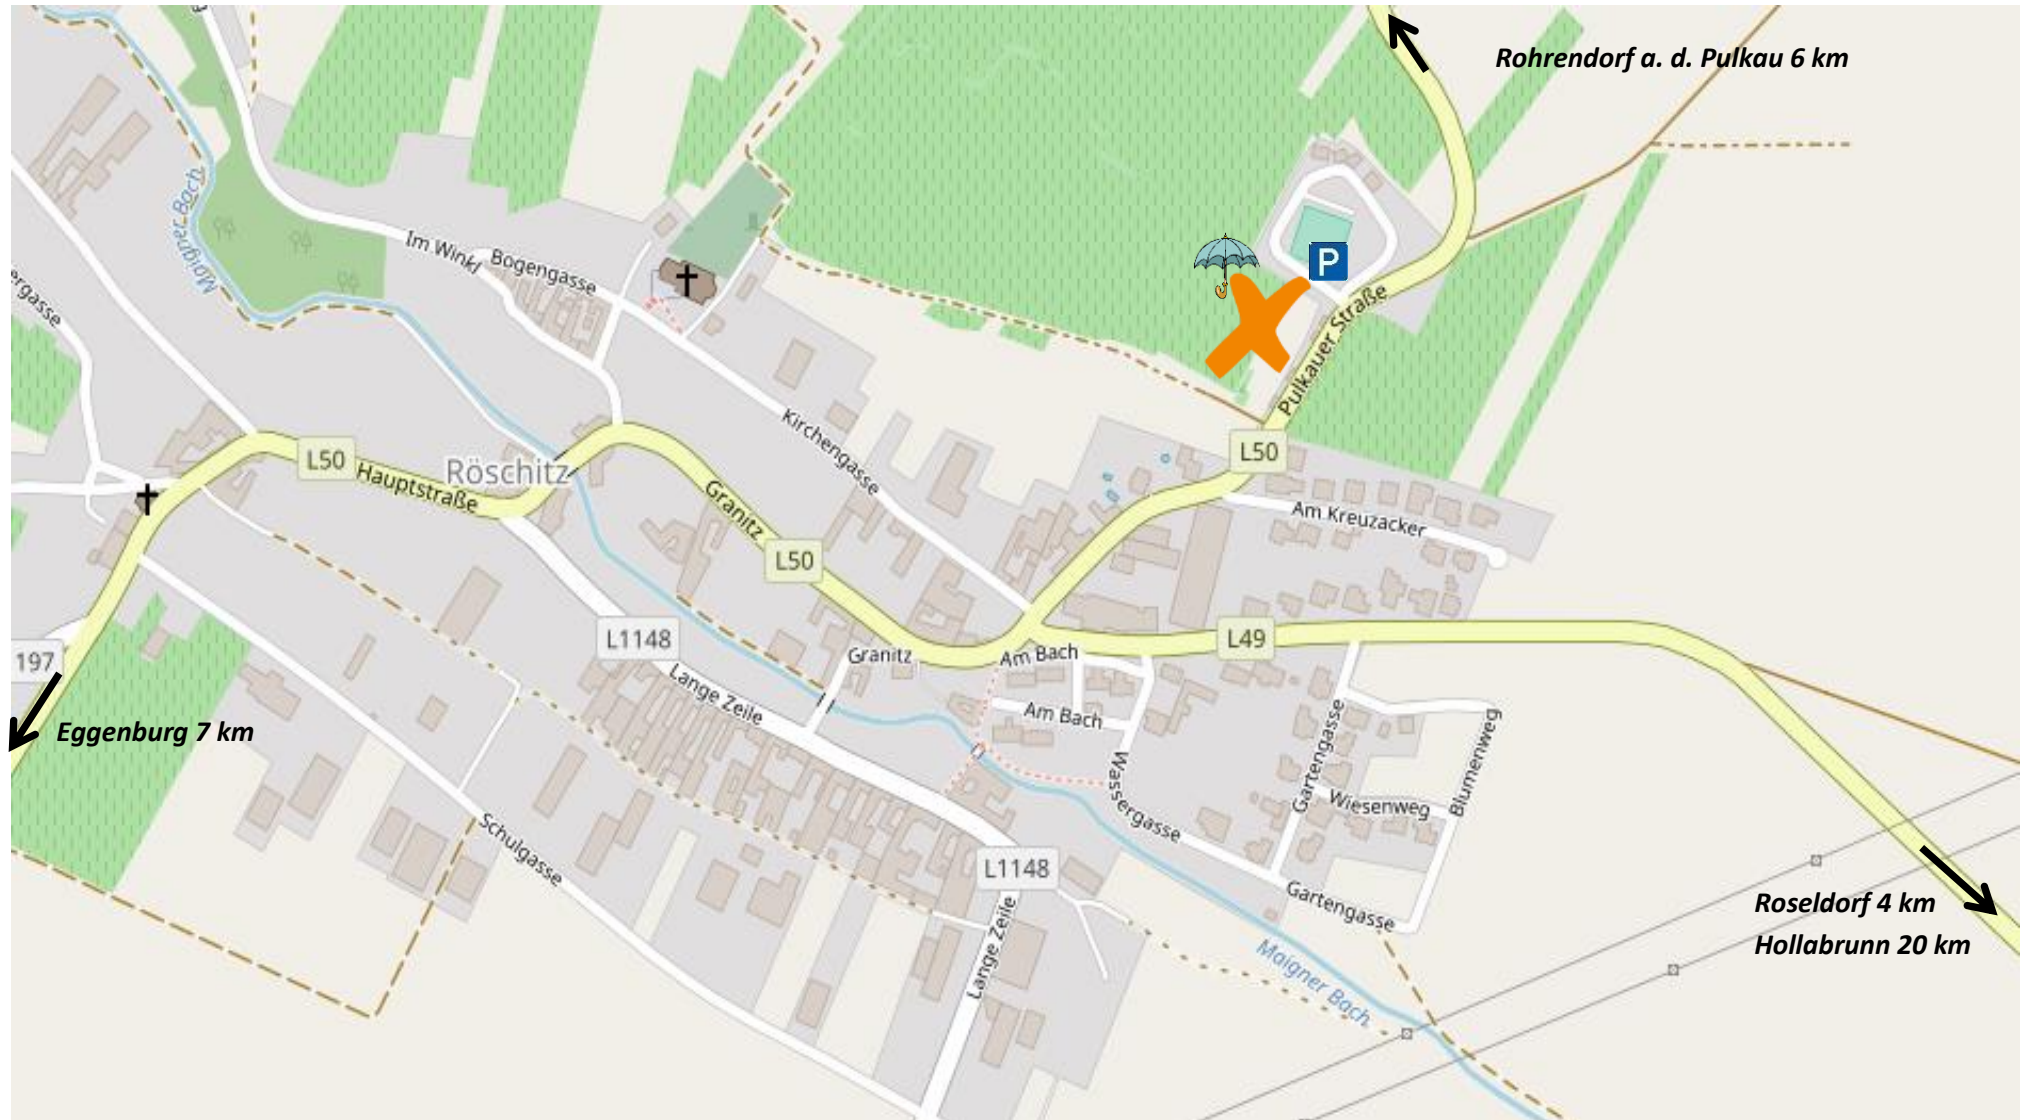 Rohrendorf a. d. Pulkau 6 km
P
Maigner Bach
Im Winkl
Bogengasse
ergasse
Pulkauer Straße
Kirchengasse
L50
Hauptstraße
Röschitz
L50
Granitz
L50
Am Kreuzacker
L1148
L49
197
Granitz
Am Bach
Lange Zeile
Am Bach
Eggenburg 7 km
Gartengasse
Blumenweg
Wassergasse
Wiesenweg
Schulgasse
L1148
Gartengasse
Roseldorf 4 km
Hollabrunn 20 km
Lange Zeile
Maigner Bach